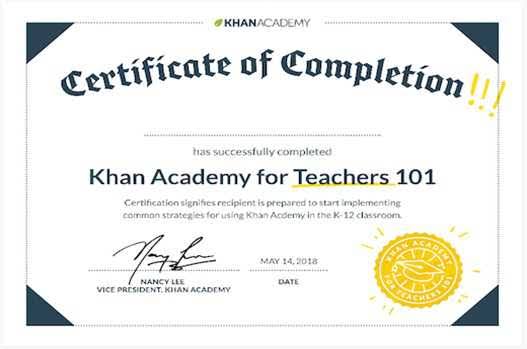 KHANACADEMY
Certificate of Completion!!!
has successfully completed
Khan Academy for Teachers 101
Certification signifies recipient is prepared to start implementing
common strategies for using Khan Acdemy in the K-12 classroom.
Nancy Lee
MAY 14, 2018
NANCY LEE
VICE PRESIDENT, KHAN ACADEMY
DATE
KHAN ACADEMY
FOR TEACHERS 101